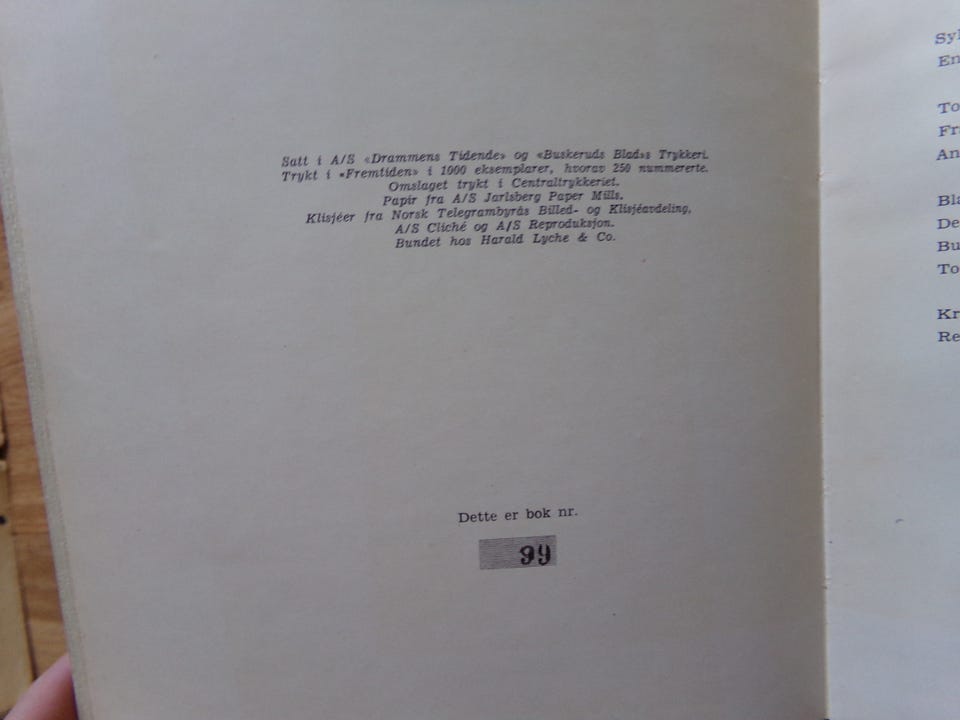 Satt i A/S «Drammens Tidende» og «Buskeruds Blad»s Trykkeri.
Trykt i «Fremtiden» i 1000 eksemplarer, hvorav 250 nummererte.
Omslaget trykt i Centraltrykkeriet.
Papir fra A/S Jarlsberg Paper Mills.
Klisjéer fra Norsk Telegrambyrås Billed- og Klisjéavdeling,
A/S Cliché og A/S Reproduksjon.
Bundet hos Harald Lyche & Co.
Dette er bok nr.
99